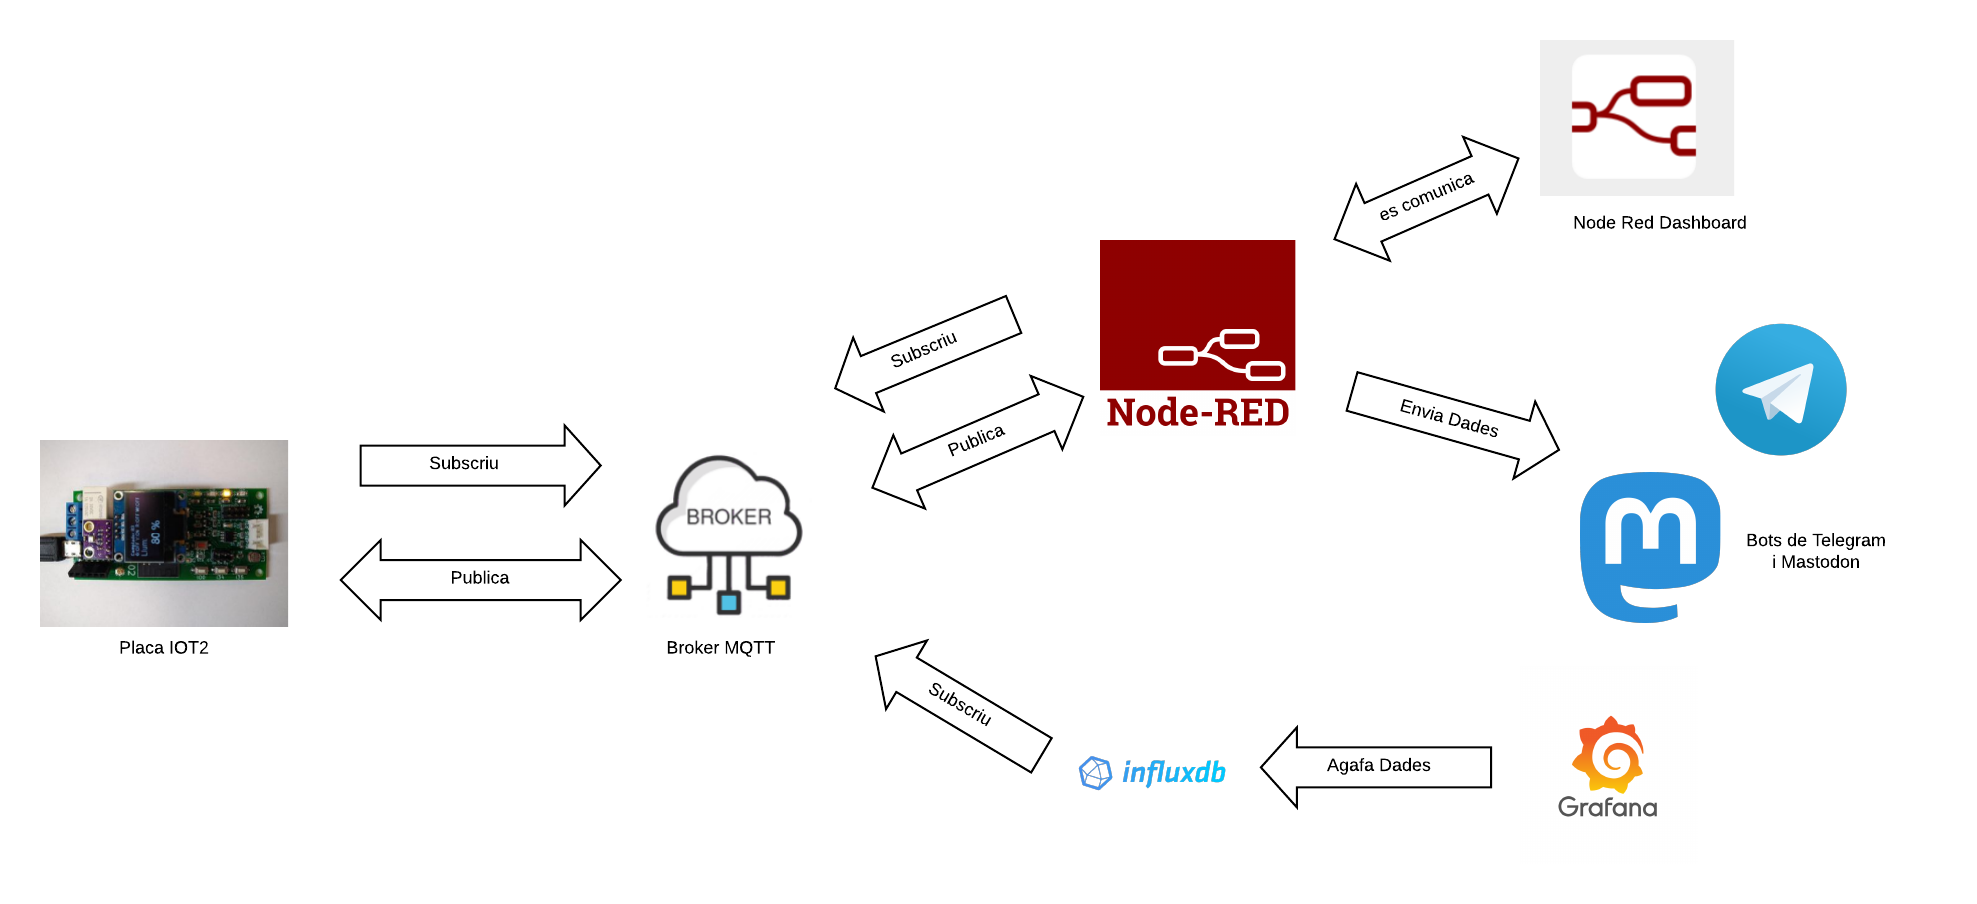 Node Red Dashboard
es comunica
Node-RED
Subscriu
Publica
Envia Dades
Bots de Telegram
i Mastodon
Subscriu
Publica
Placa IOT2
BROKER
Broker MQTT
Subscriu
influxdb
Agafa Dades
Grafana
80 %